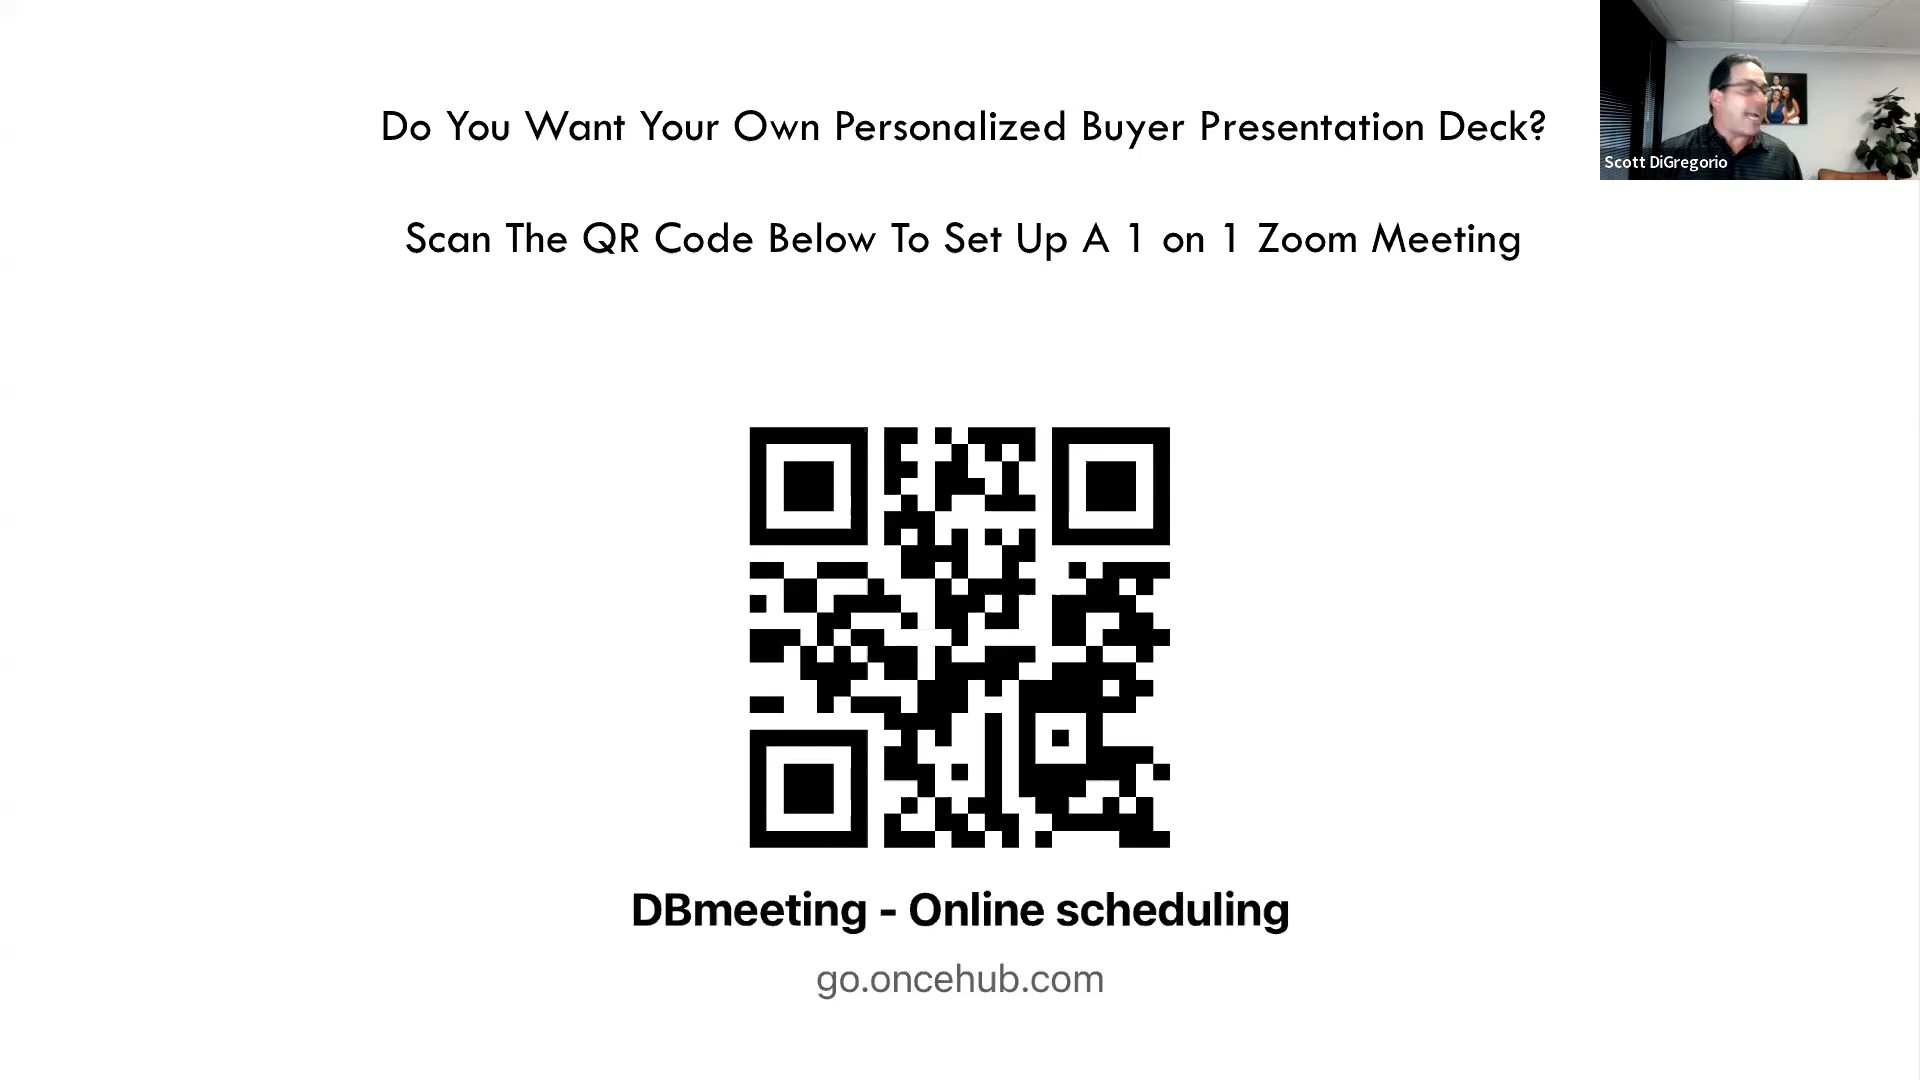 Do You Want Your Own Personalized Buyer Presentation Deck?
Scott DiGregorio
Scan The QR Code Below To Set Up A 1 on 1 Zoom Meeting
DBmeeting - Online scheduling
go.oncehub.com